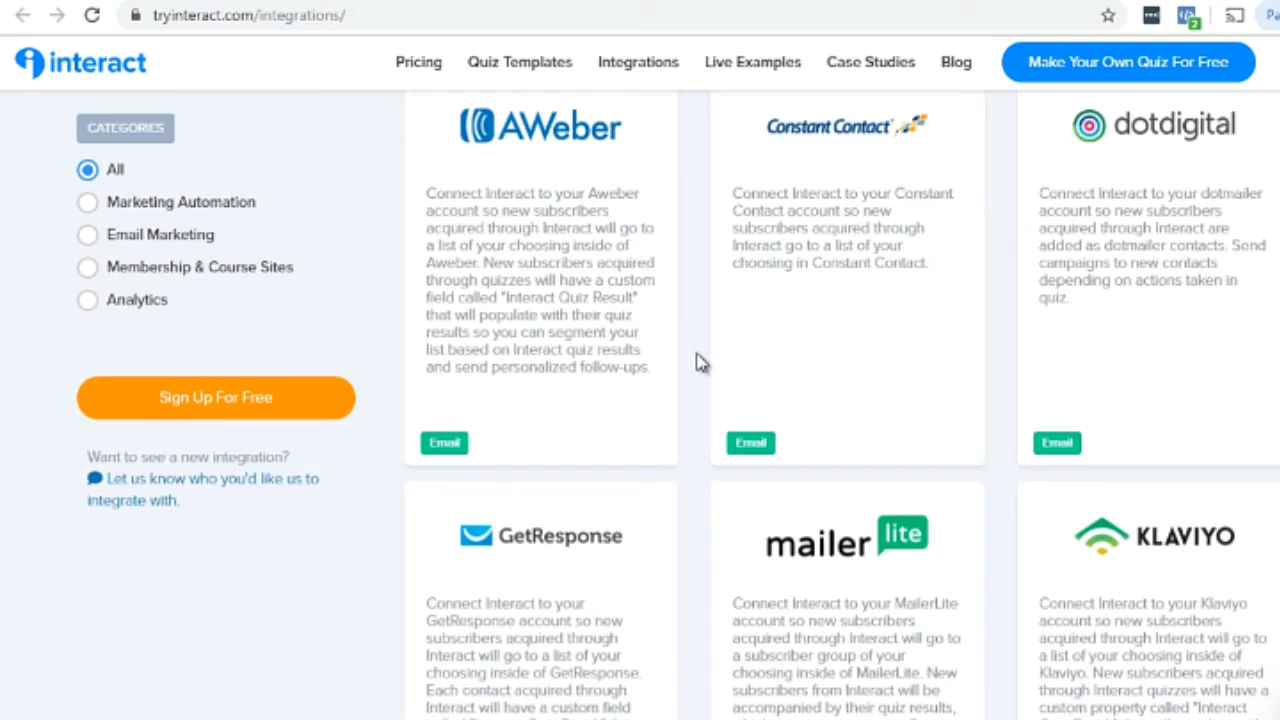 tryinteract.com/integrations/
2
interact
Pricing
Quiz Templates
Integrations
Live Examples
Case Studies
Blog
Make Your Own Quiz For Free
CATEGORIES
All
Marketing Automation
Email Marketing
Membership & Course Sites
Analytics
Sign Up For Free
Want to see a new integration?
Let us know who you'd like us to
integrate with.
AWeber
Connect Interact to your Aweber
account so new subscribers
acquired through Interact will go to
a list of your choosing inside of
Aweber. New subscribers acquired
through quizzes will have a custom
field called "Interact Quiz Result"
that will populate with their quiz
results so you can segment your
list based on Interact quiz results
and send personalized follow-ups.
Email
Constant Contact
Connect Interact to your Constant
Contact account so new
subscribers acquired through
Interact go to a list of your
choosing in Constant Contact.
Email
dotdigital
Connect Interact to your dotmailer
account so new subscribers
acquired through Interact are
added as dotmailer contacts. Send
campaigns to new contacts
depending on actions taken in
quiz.
Email
GetResponse
Connect Interact to your
GetResponse account so new
subscribers acquired through
Interact will go to a list of your
choosing inside of GetResponse.
Each contact acquired through
Interact will have a custom field
mailer lite
Connect Interact to your MailerLite
account so new subscribers
acquired through Interact will go to
a subscriber group of your
choosing inside of MailerLite. New
subscribers from Interact will be
accompanied by their quiz results,
KLAVIYO
Connect Interact to your Klaviyo
account so new subscribers
acquired through Interact will go to
a list of your choosing inside of
Klaviyo. New subscribers acquired
through Interact quizzes will have a
custom property called "Interact